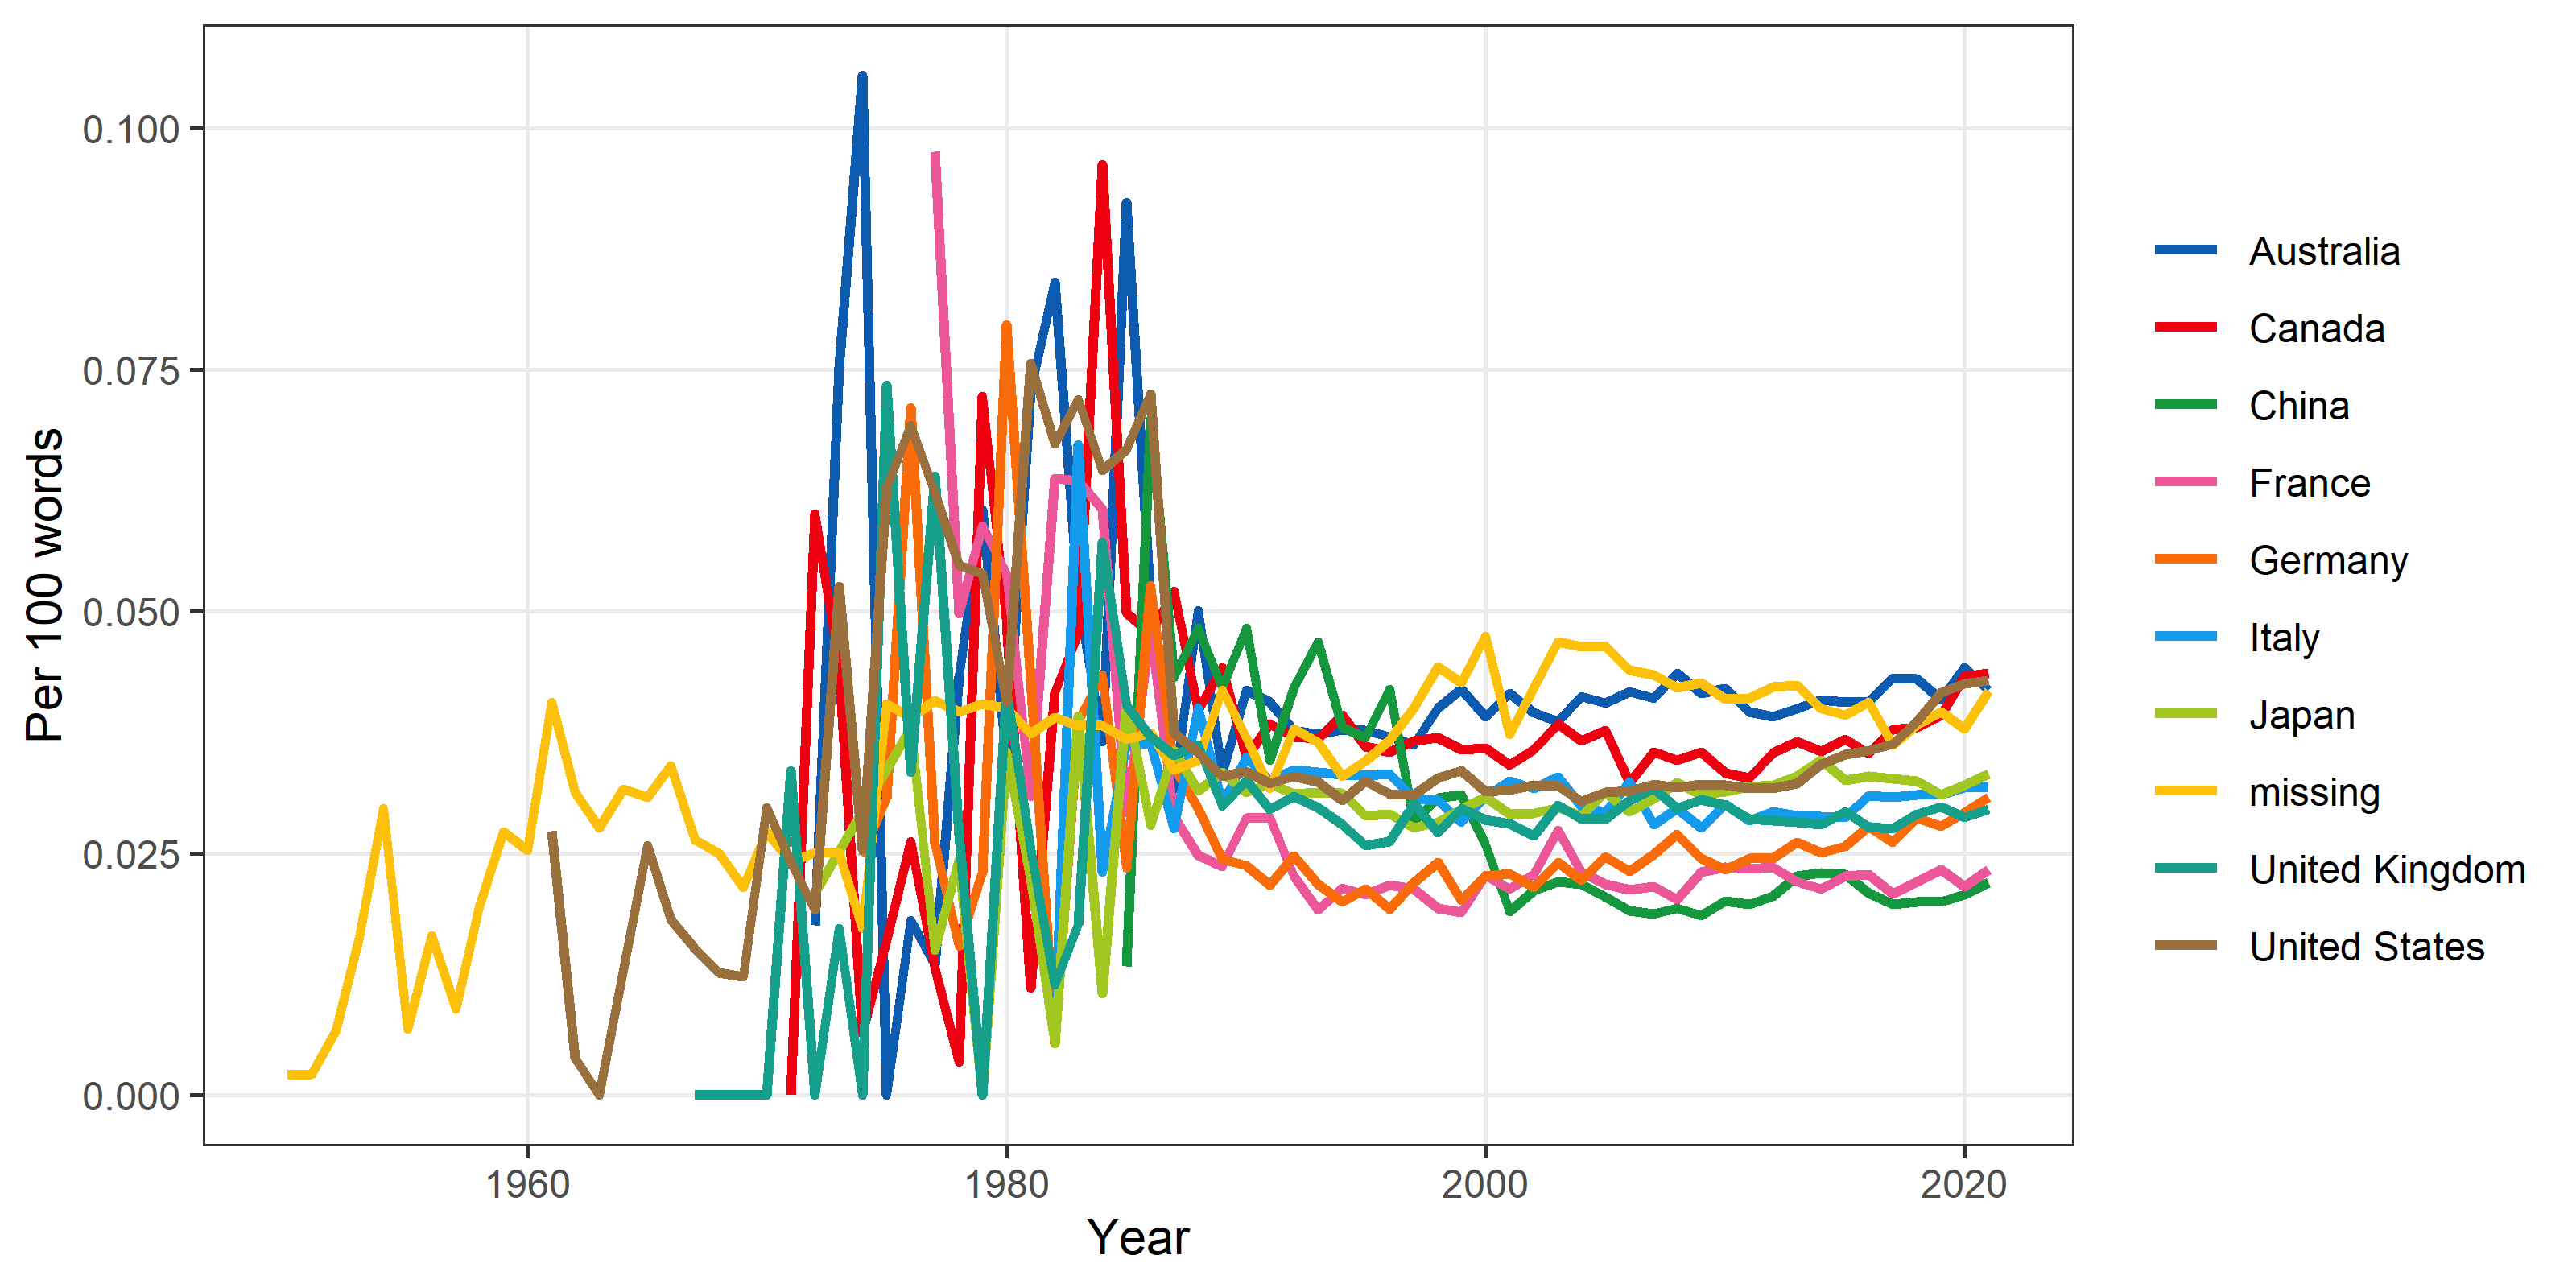 0.100
0.075
0.050
0.025
0.000
Per 100 words
1960
1980
2000
2020
Year
Australia
Canada
China
France
Germany
Italy
Japan
missing
United Kingdom
United States